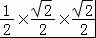 1/2 × √2/2 × √2/2